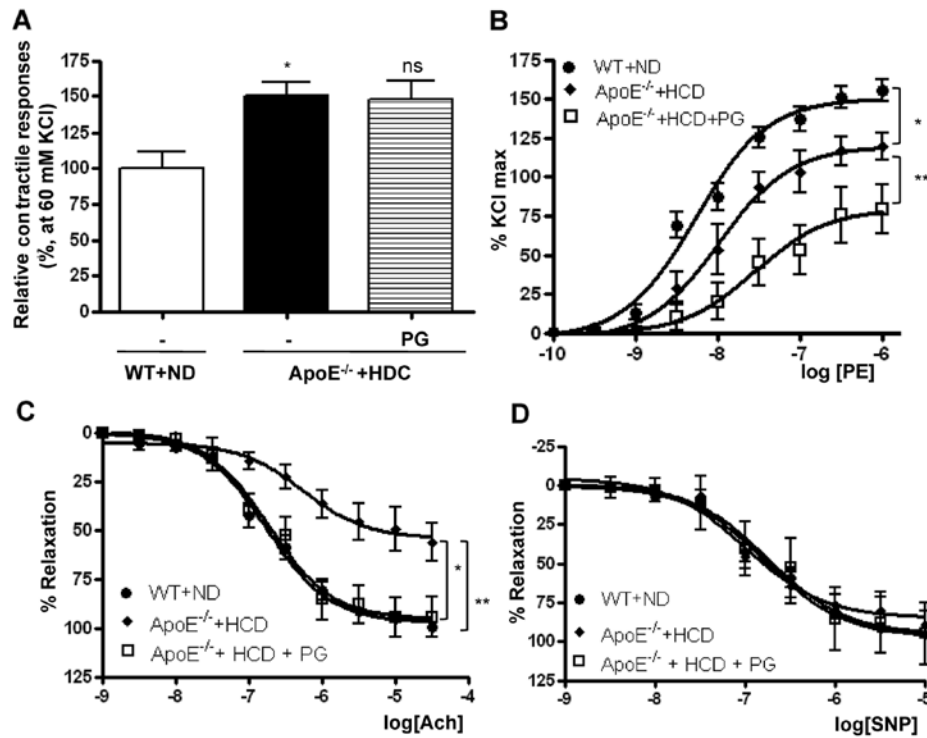 A
Relative contractile responses
(%, at 60 mM KCl)
175
150
125
100
75
50
25
0
*
ns
-
-
PG
WT+ND
ApoE-/- +HDC
B
WT+ND
ApoE-/-+HCD
ApoE-/-+HCD+PG
% KCl max
175
150
125
100
75
50
25
0
*
**
-10
-9
-8
-7
-6
log [PE]
C
% Relaxation
0
25
50
75
100
125
WT+ND
ApoE-/-+HCD
ApoE-/- + HCD + PG
*
**
-9
-8
-7
-6
-5
-4
log[Ach]
D
% Relaxation
-25
0
25
50
75
100
125
WT+ND
ApoE-/-+HCD
ApoE-/- + HCD + PG
-9
-8
-7
-6
-5
log[SNP]